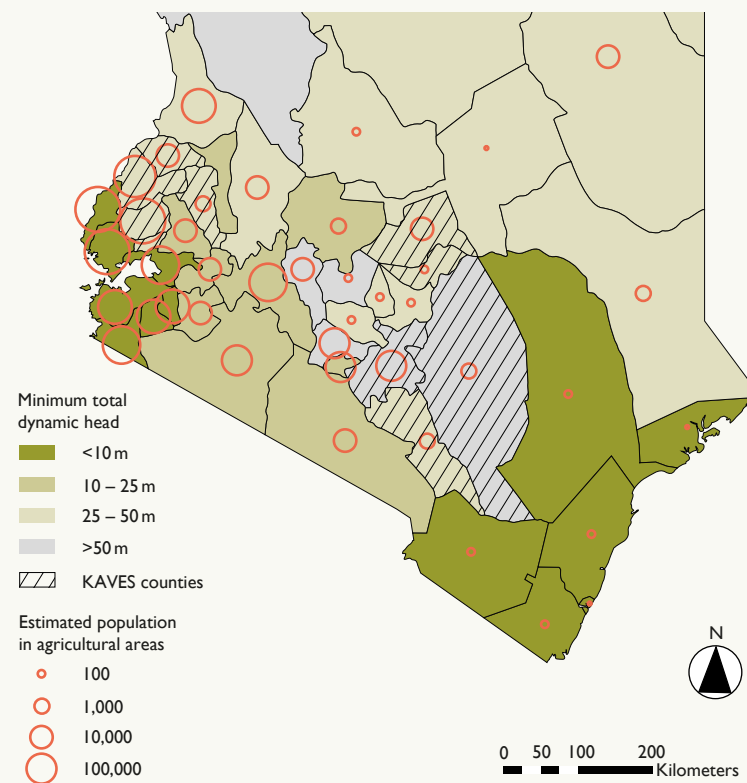 Minimum total
dynamic head
<10 m
10 – 25 m
25 – 50 m
>50 m
KAVES counties
Estimated population
in agricultural areas
100
1,000
10,000
100,000
N
0 50 100 200
Kilometers